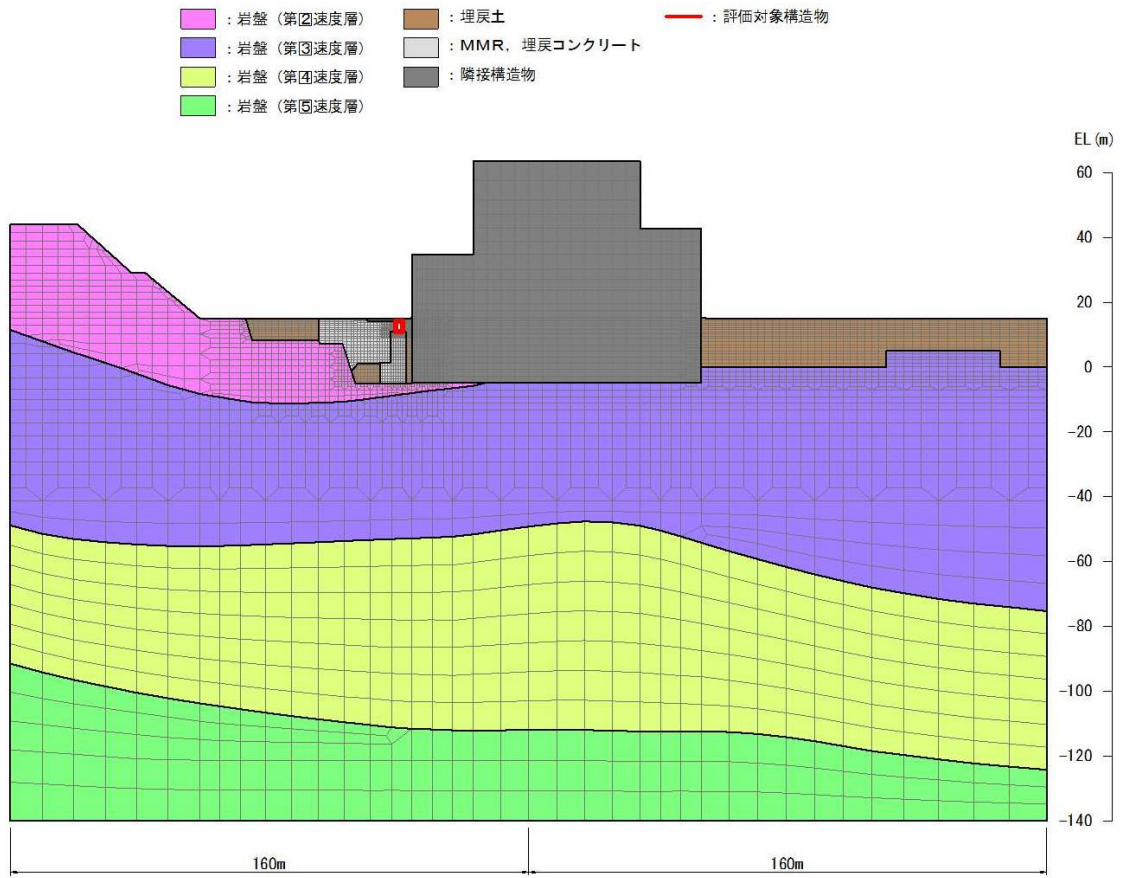 ：岩盤（第②速度層）
：岩盤（第③速度層）
：岩盤（第④速度層）
：岩盤（第⑤速度層）
：埋戻土
：ＭＭＲ，埋戻コンクリート
：隣接構造物
：評価対象構造物
EL(m)
60
40
20
0
-20
-40
-60
-80
-100
-120
-140
160m
160m